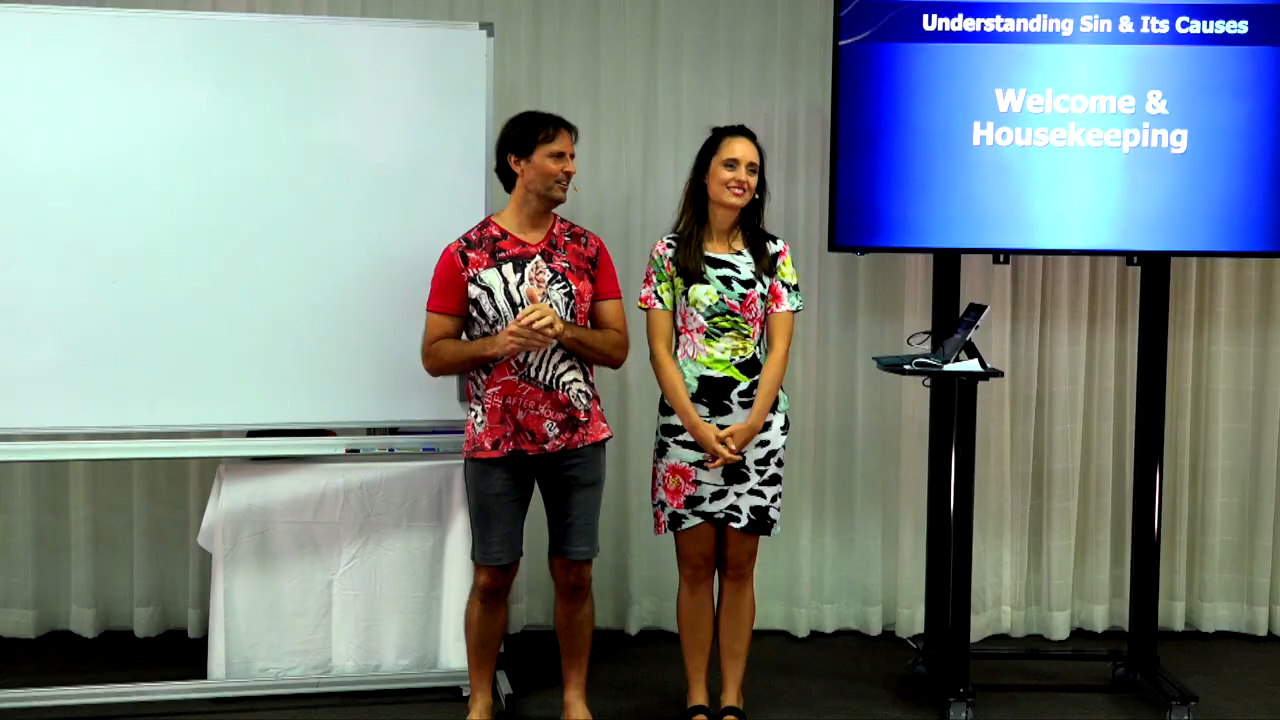 Understanding Sin & Its Causes
Welcome &
Housekeeping
AFTER HOURS